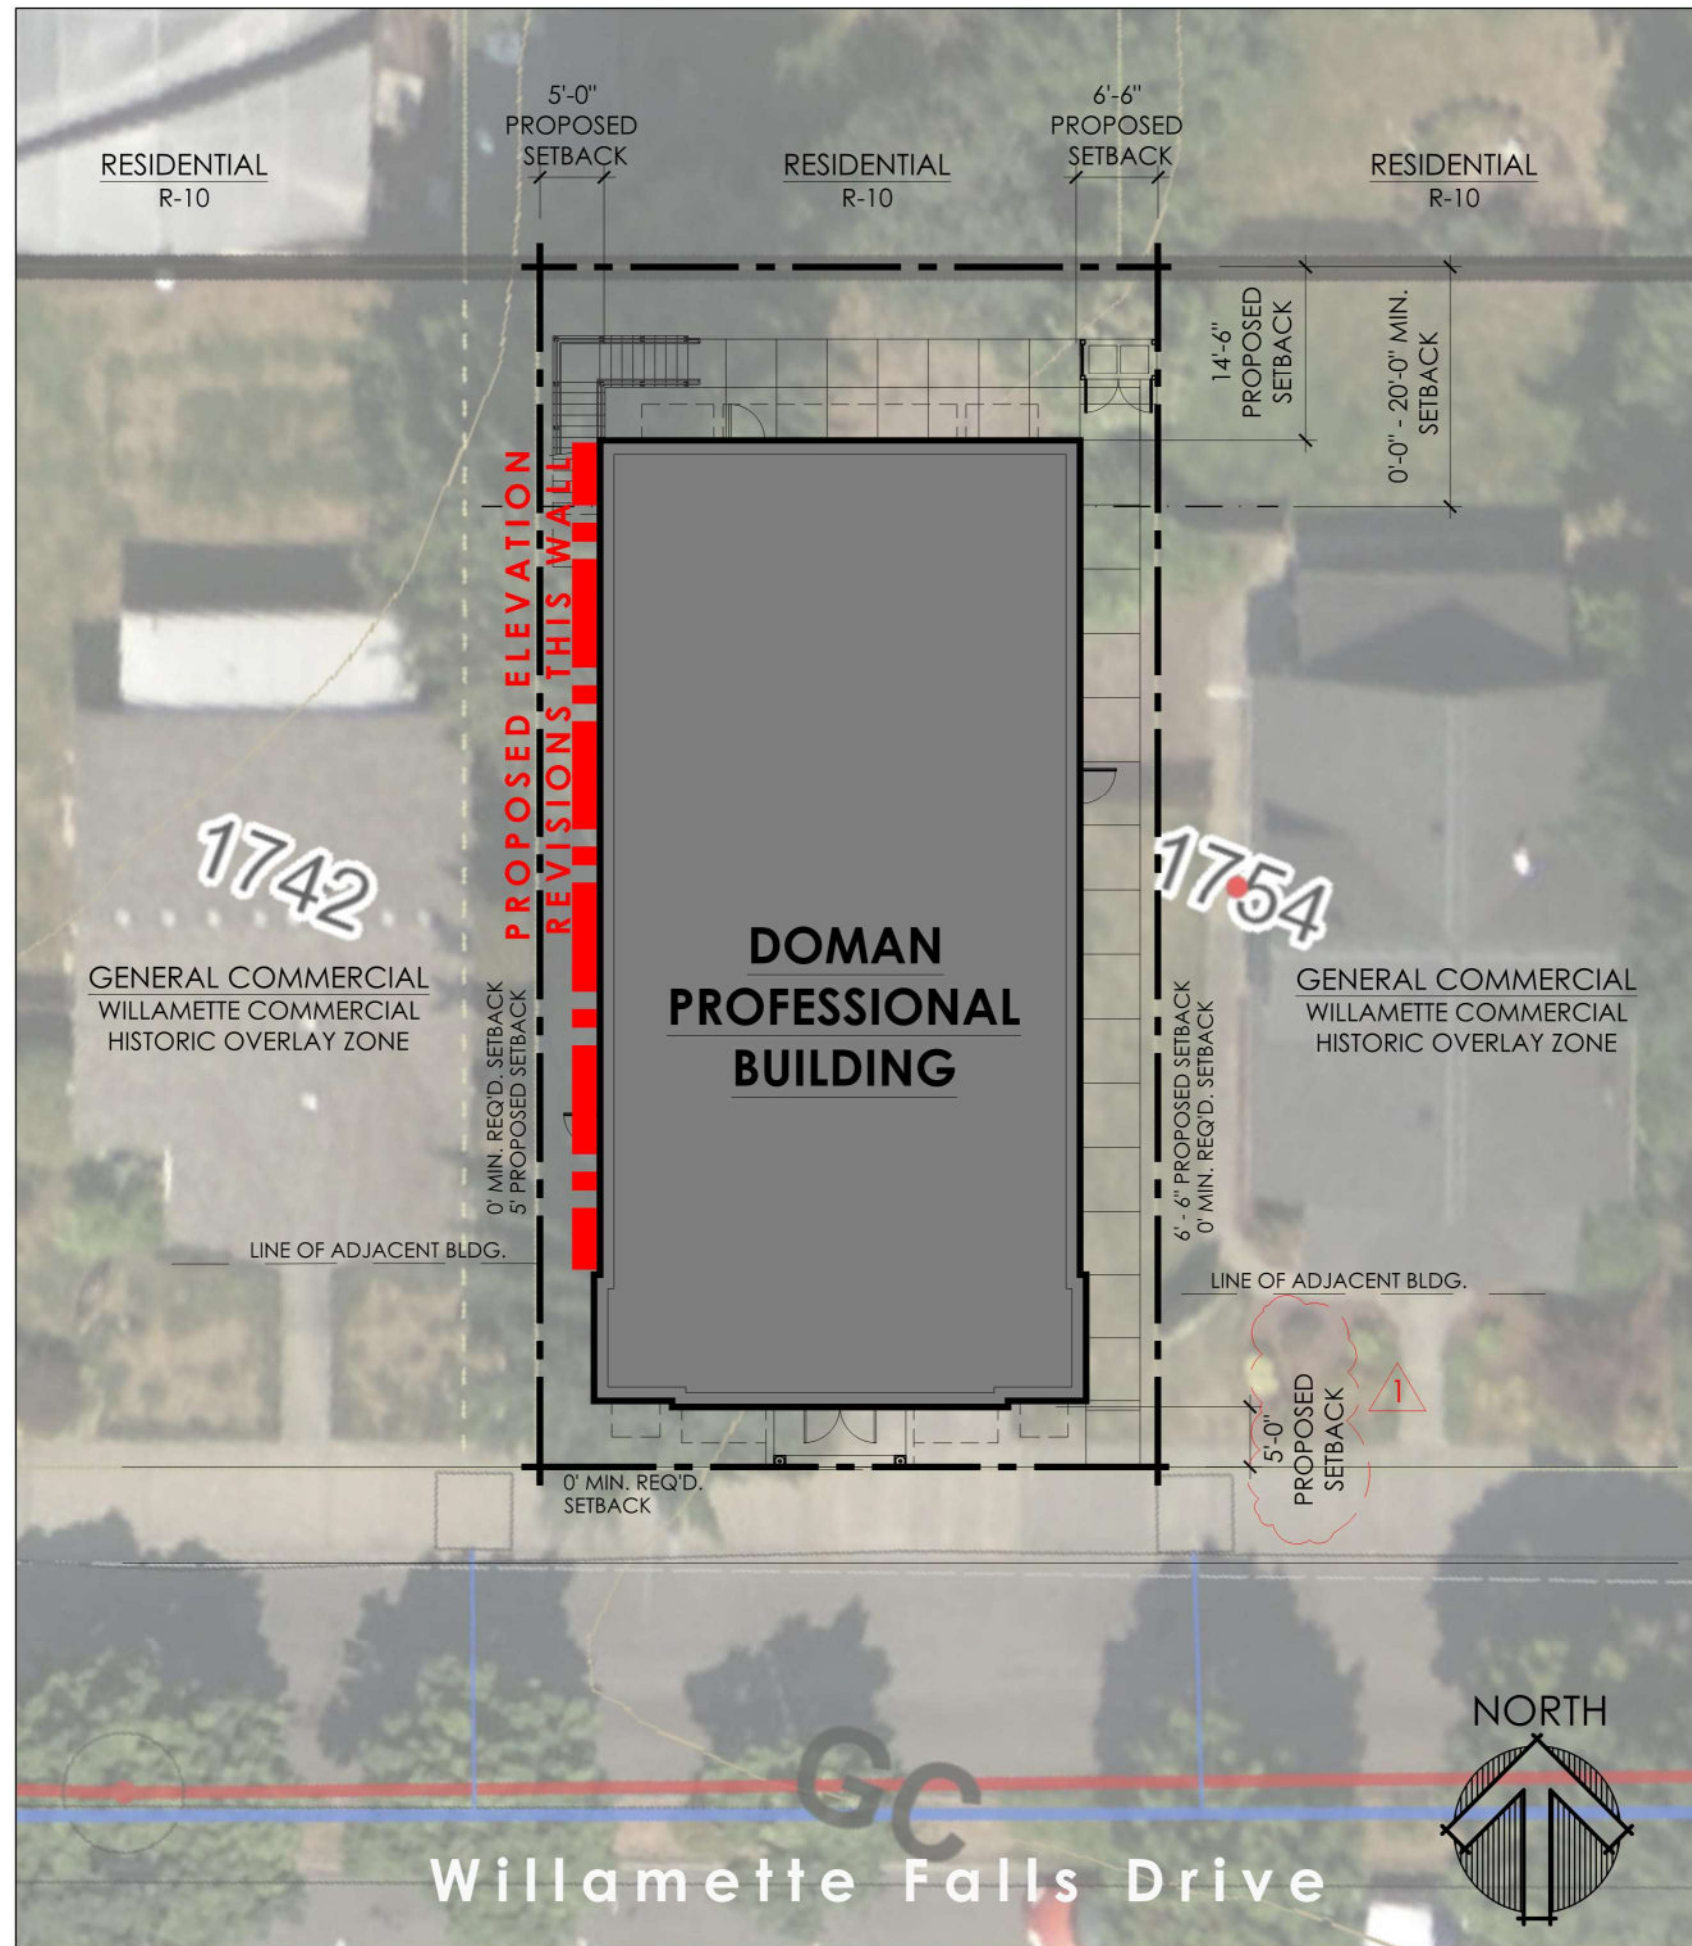 5'-0"
PROPOSED
SETBACK
6'-6"
PROPOSED
SETBACK
RESIDENTIAL
R-10
RESIDENTIAL
R-10
RESIDENTIAL
R-10
14'-6"
PROPOSED
SETBACK
0'-0" - 20'-0" MIN.
SETBACK
PROPOSED ELEVATION
REVISIONS THIS WALL
1742
1754
DOMAN
PROFESSIONAL
BUILDING
GENERAL COMMERCIAL
WILLAMETTE COMMERCIAL
HISTORIC OVERLAY ZONE
GENERAL COMMERCIAL
WILLAMETTE COMMERCIAL
HISTORIC OVERLAY ZONE
0' MIN. REQ'D. SETBACK
5' PROPOSED SETBACK
6' - 6" PROPOSED SETBACK
0' MIN. REQ'D. SETBACK
LINE OF ADJACENT BLDG.
LINE OF ADJACENT BLDG.
5'-0"
PROPOSED
SETBACK
1
0' MIN. REQ'D.
SETBACK
NORTH
GC
Willamette Falls Drive